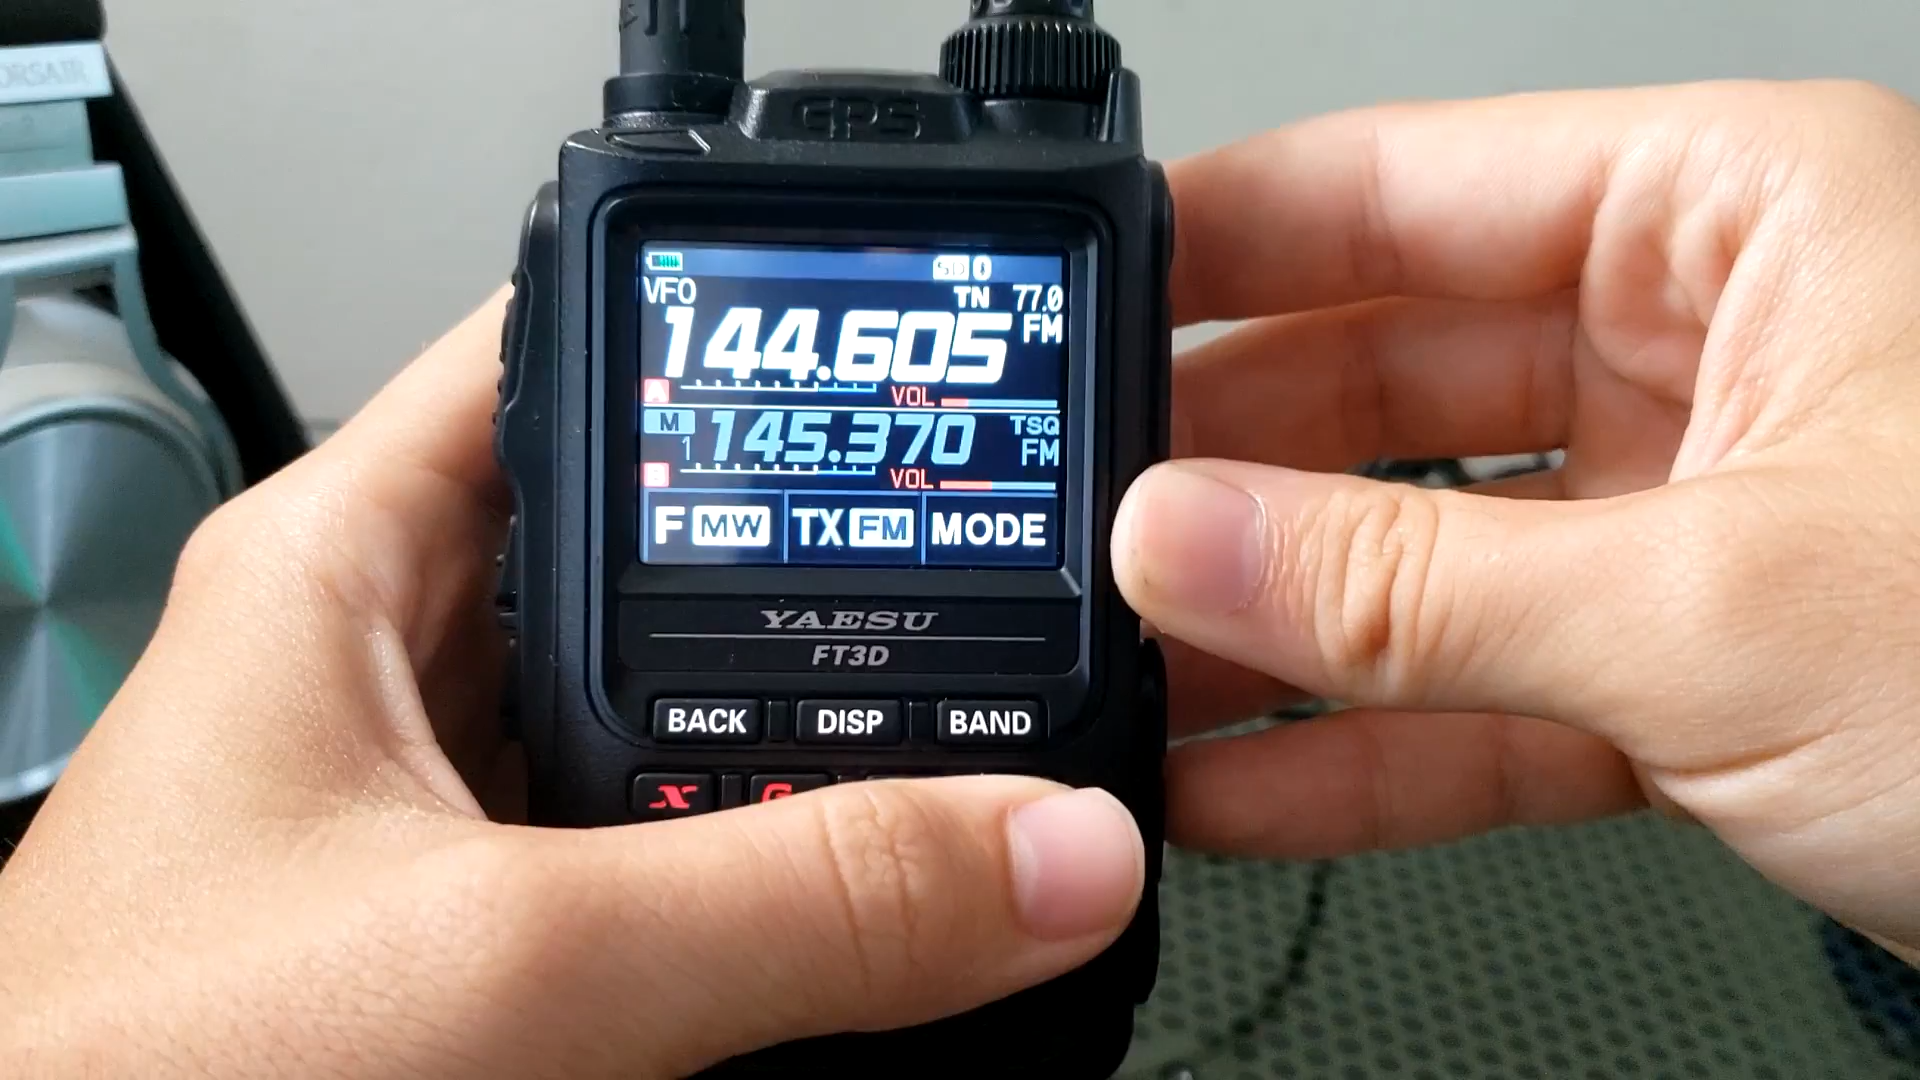 ORSAIR
GPS
SD
VFO TN 77.0
144.605 FM
A VOL
M 145.370 TSQ
1 FM
B VOL
F MW TX FM MODE
YAESU
FT3D
BACK DISP BAND
X